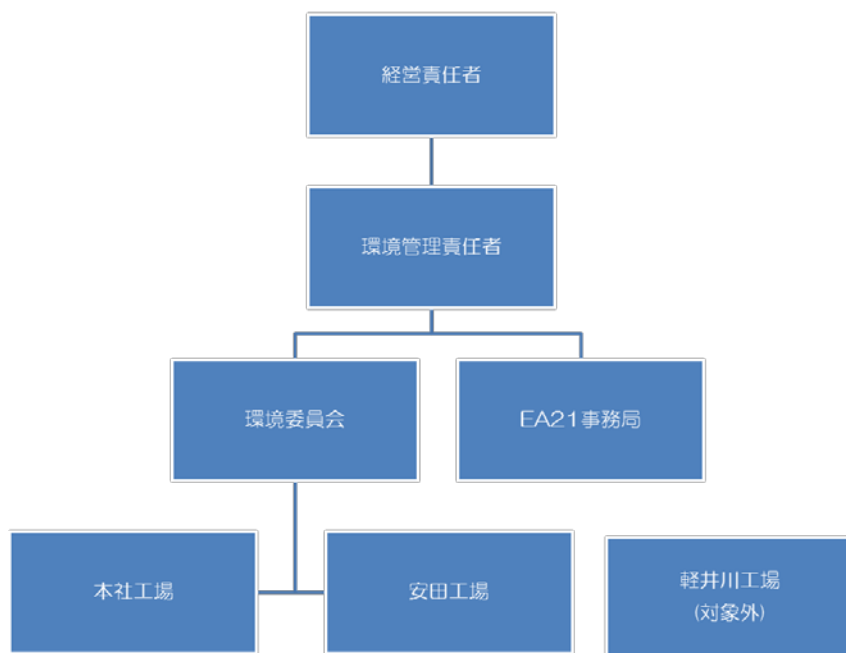 経営責任者
環境管理責任者
環境委員会
EA21事務局
本社工場
安田工場
軽井川工場
(対象外)